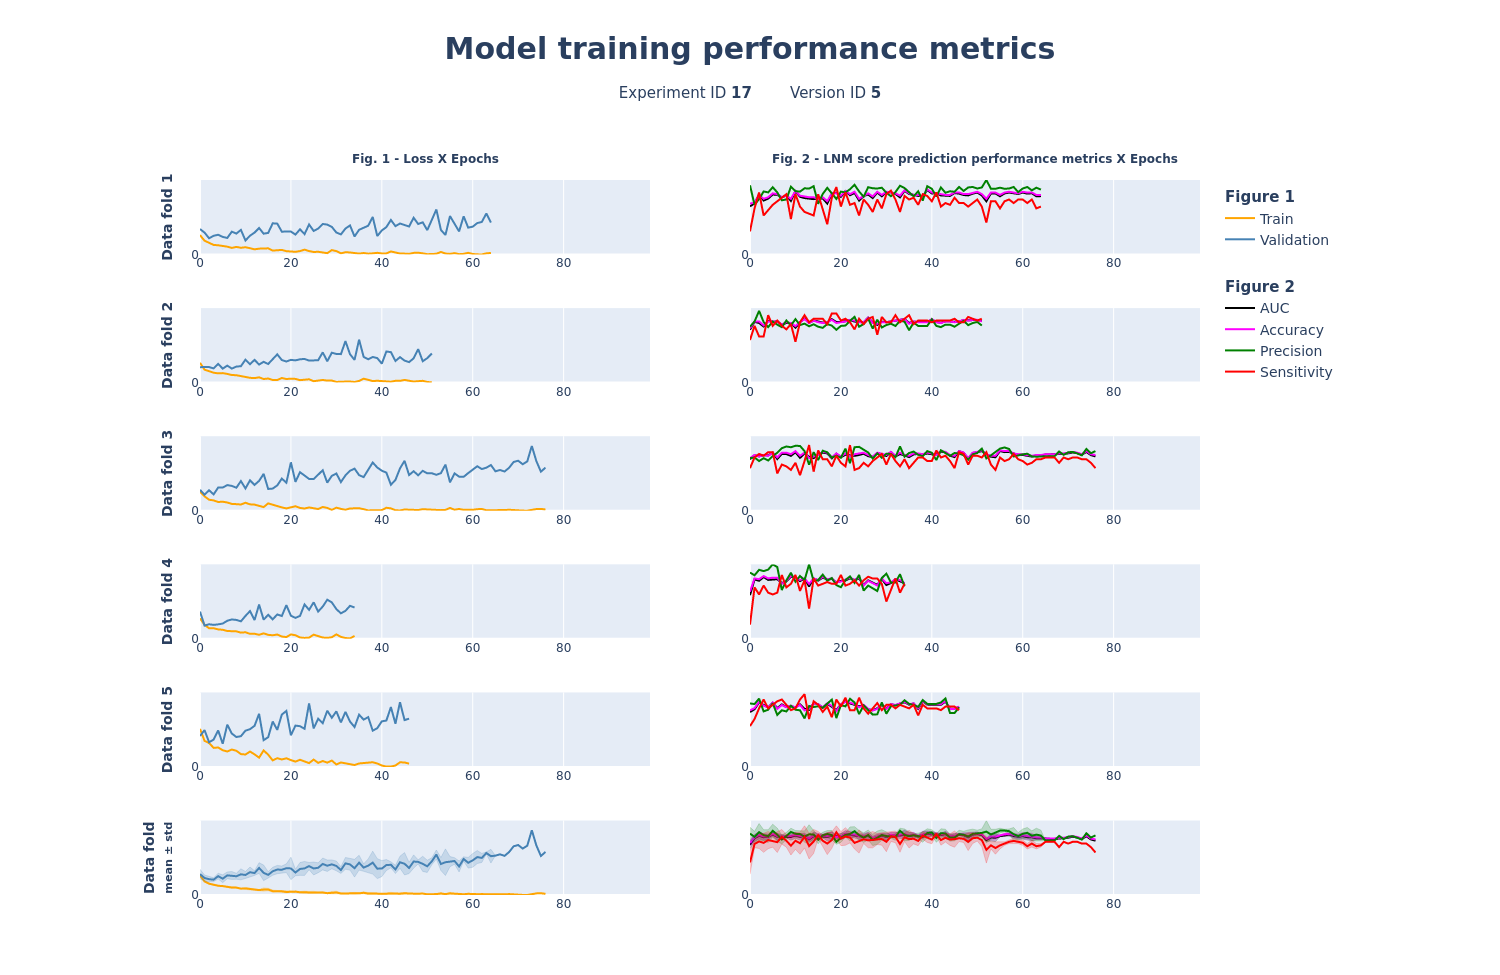 Model training performance metrics
Experiment ID 17 Version ID 5
Fig. 1 - Loss X Epochs
Fig. 2 - LNM score prediction performance metrics X Epochs
Data fold 1
0
0 20 40 60 80
0
0 20 40 60 80
Figure 1
Train
Validation
Figure 2
AUC
Accuracy
Precision
Sensitivity
Data fold 2
0
0 20 40 60 80
0
0 20 40 60 80
Data fold 3
0
0 20 40 60 80
0
0 20 40 60 80
Data fold 4
0
0 20 40 60 80
0
0 20 40 60 80
Data fold 5
0
0 20 40 60 80
0
0 20 40 60 80
Data fold
mean ± std
0
0 20 40 60 80
0
0 20 40 60 80